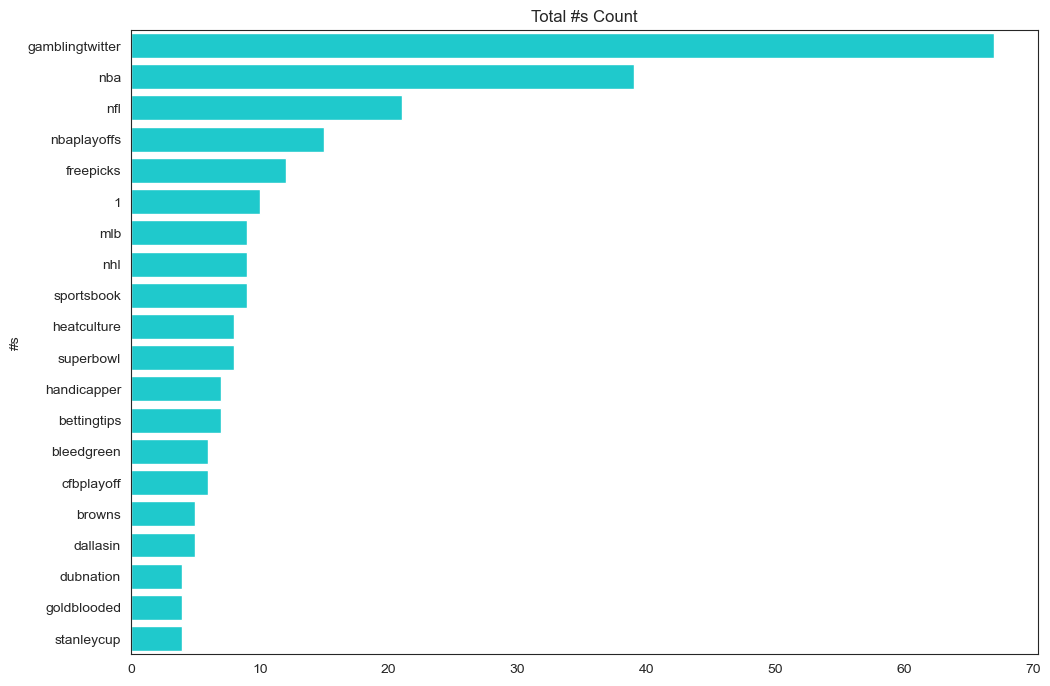 Total #s Count
gamblingtwitter
nba
nfl
nbaplayoffs
freepicks
1
mlb
nhl
sportsbook
heatculture
superbowl
handicapper
bettingtips
bleedgreen
cfbplayoff
browns
dallasin
dubnation
goldblooded
stanleycup
#s
0 10 20 30 40 50 60 70